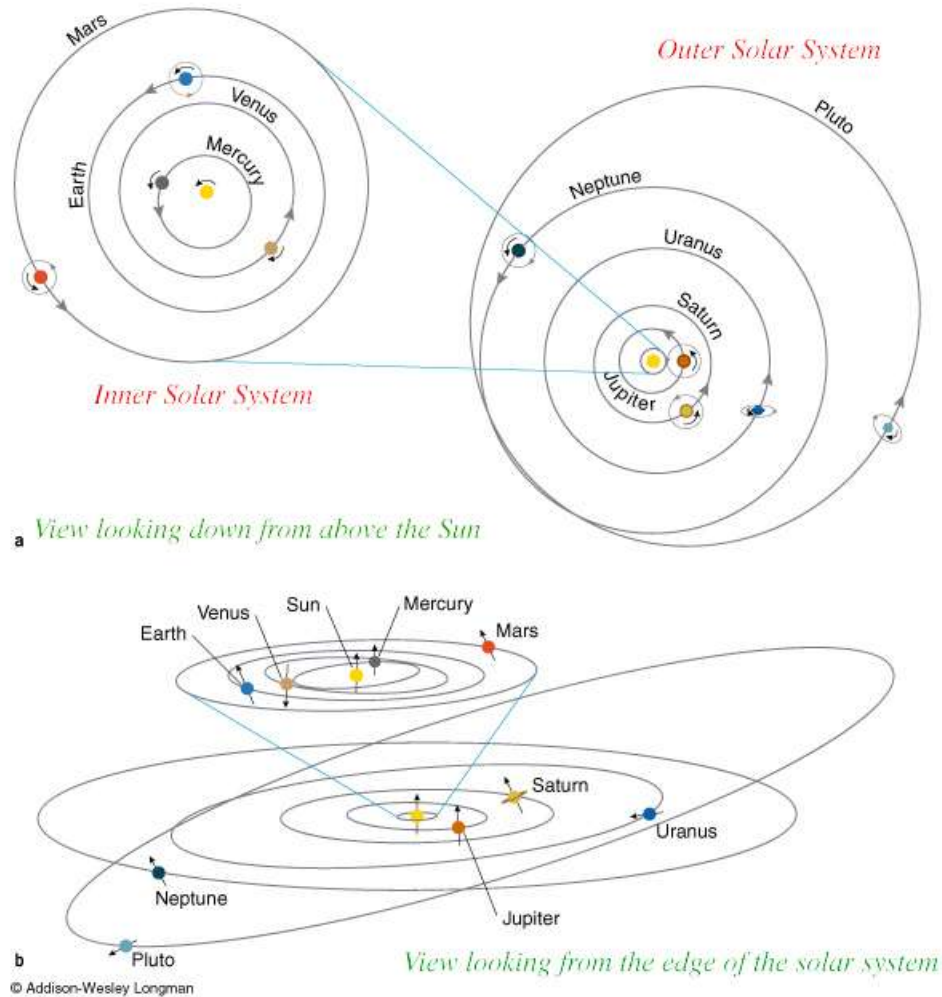 Mars
Outer Solar System
Pluto
Venus
Mercury
Earth
Neptune
Uranus
Saturn
Jupiter
Inner Solar System
a View looking down from above the Sun
Sun
Mercury
Venus
Earth
Mars
Saturn
Uranus
Neptune
Jupiter
Pluto
b View looking from the edge of the solar system
© Addison-Wesley Longman